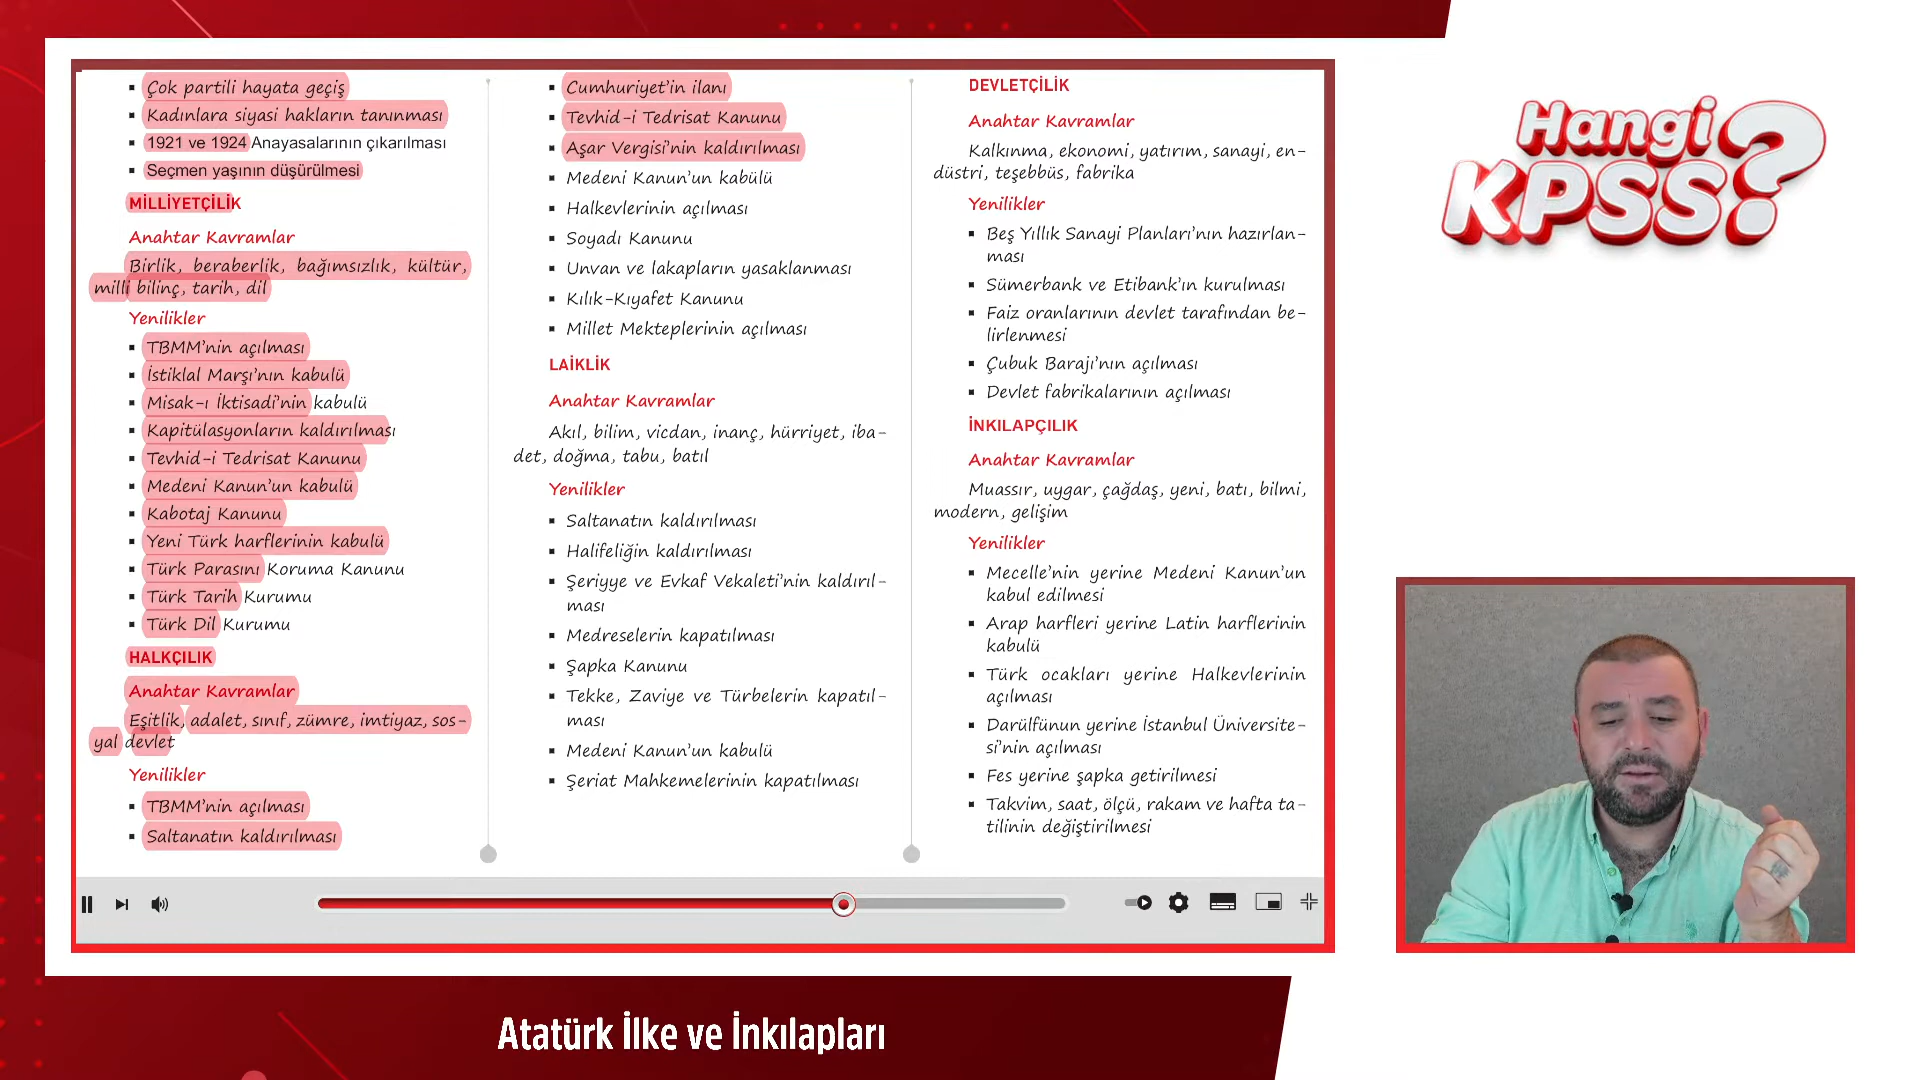 Çok partili hayata geçiş
Kadınlara siyasi hakların tanınması
1921 ve 1924 Anayasalarının çıkarılması
Seçmen yaşının düşürülmesi
MİLLİYETÇİLİK
Anahtar Kavramlar
Birlik, beraberlik, bağımsızlık, kültür,
milli bilinç, tarih, dil
Yenilikler
TBMM'nin açılması
İstiklal Marşı'nın kabulü
Misak-ı İktisadi'nin kabulü
Kapitülasyonların kaldırılması
Tevhid-i Tedrisat Kanunu
Medeni Kanun'un kabulü
Kabotaj Kanunu
Yeni Türk harflerinin kabulü
Türk Parasını Koruma Kanunu
Türk Tarih Kurumu
Türk Dil Kurumu
HALKÇILIK
Anahtar Kavramlar
Eşitlik, adalet, sınıf, zümre, imtiyaz, sos-
yal devlet
Yenilikler
TBMM'nin açılması
Saltanatın kaldırılması
Cumhuriyet'in ilanı
Tevhid-i Tedrisat Kanunu
Aşar Vergisi'nin kaldırılması
Medeni Kanun'un kabülü
Halkevlerinin açılması
Soyadı Kanunu
Unvan ve lakapların yasaklanması
Kılık-Kıyafet Kanunu
Millet Mekteplerinin açılması
LAİKLİK
Anahtar Kavramlar
Akıl, bilim, vicdan, inanç, hürriyet, iba-
det, doğma, tabu, batıl
Yenilikler
Saltanatın kaldırılması
Halifeliğin kaldırılması
Şeriyye ve Evkaf Vekaleti'nin kaldırıl-
ması
Medreselerin kapatılması
Şapka Kanunu
Tekke, Zaviye ve Türbelerin kapatıl-
ması
Medeni Kanun'un kabulü
Şeriat Mahkemelerinin kapatılması
DEVLETÇİLİK
Anahtar Kavramlar
Kalkınma, ekonomi, yatırım, sanayi, en-
düstri, teşebbüs, fabrika
Yenilikler
Beş Yıllık Sanayi Planları'nın hazırlan-
ması
Sümerbank ve Etibank'ın kurulması
Faiz oranlarının devlet tarafından be-
lirlenmesi
Çubuk Barajı'nın açılması
Devlet fabrikalarının açılması
İNKILAPÇILIK
Anahtar Kavramlar
Muassır, uygar, çağdaş, yeni, batı, bilmi,
modern, gelişim
Yenilikler
Mecelle'nin yerine Medeni Kanun'un
kabul edilmesi
Arap harfleri yerine Latin harflerinin
kabulü
Türk ocakları yerine Halkevlerinin
açılması
Darülfünun yerine İstanbul Üniversite-
si'nin açılması
Fes yerine şapka getirilmesi
Takvim, saat, ölçü, rakam ve hafta ta-
tilinin değiştirilmesi
Hangi
KPSS?
Atatürk İlke ve İnkılapları